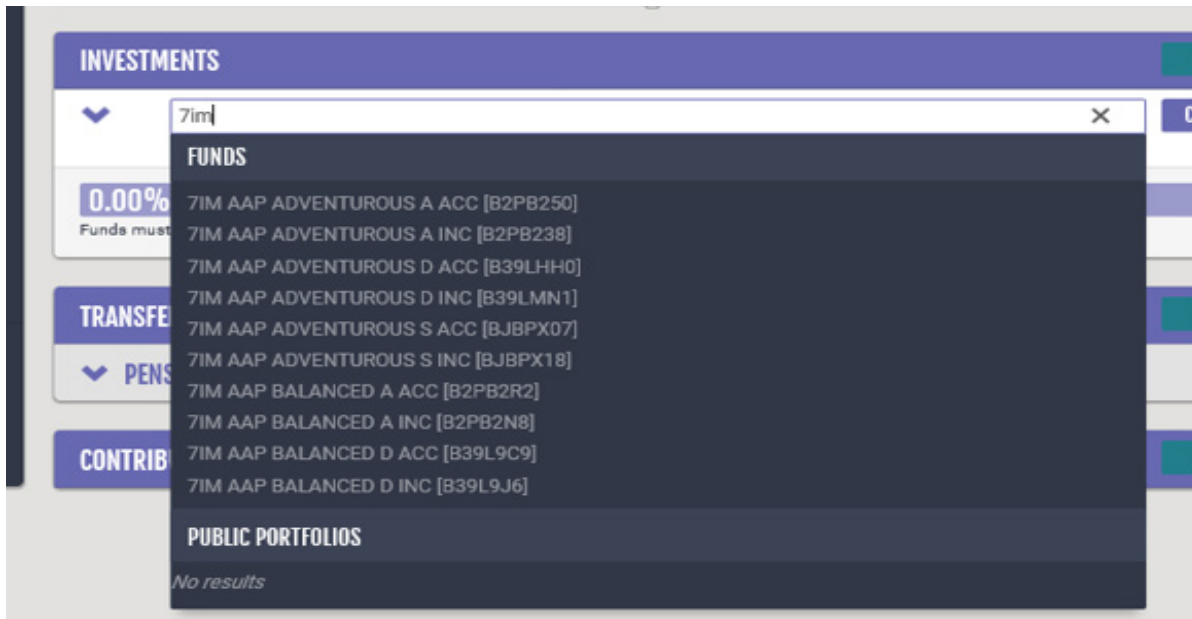 INVESTMENTS
7im
FUNDS
0.00%
Funds must
7IM AAP ADVENTUROUS A ACC [B2PB250]
7IM AAP ADVENTUROUS A INC [B2PB238]
7IM AAP ADVENTUROUS D ACC [B39LHH0]
7IM AAP ADVENTUROUS D INC [B39LMN1]
7IM AAP ADVENTUROUS S ACC [BJBPX07]
7IM AAP ADVENTUROUS S INC [BJBPX18]
7IM AAP BALANCED A ACC [B2PB2R2]
7IM AAP BALANCED A INC [B2PB2N8]
7IM AAP BALANCED D ACC [B39L9C9]
7IM AAP BALANCED D INC [B39L9J6]
TRANSFE
PENS
CONTRIB
PUBLIC PORTFOLIOS
No results